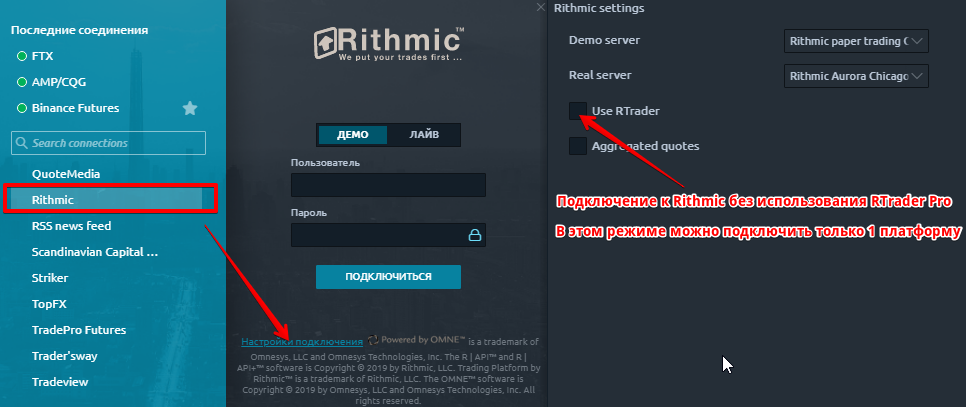 Последние соединения
FTX
AMP/CQG
Binance Futures
Search connections
QuoteMedia
Rithmic
RSS news feed
Scandinavian Capital ...
Striker
TopFX
TradePro Futures
Trader'sway
Tradeview
Rithmic™
We put your trades first ...
ДЕМО
ЛАЙВ
Пользователь
Пароль
ПОДКЛЮЧИТЬСЯ
Настройки подключения Powered by OMNE™ is a trademark of
Omnesys, LLC and Omnesys Technologies, Inc. The R | API™ and R |
API+™ software is Copyright © 2019 by Rithmic, LLC. Trading Platform by
Rithmic™ is a trademark of Rithmic, LLC. The OMNE™ software is
Copyright © 2019 by Omnesys, LLC and Omnesys Technologies, Inc. All
rights reserved.
Rithmic settings
Demo server
Rithmic paper trading
Real server
Rithmic Aurora Chicago
Use RTrader
Aggregated quotes
Подключение к Rithmic без использования RTrader Pro
В этом режиме можно подключить только 1 платформу